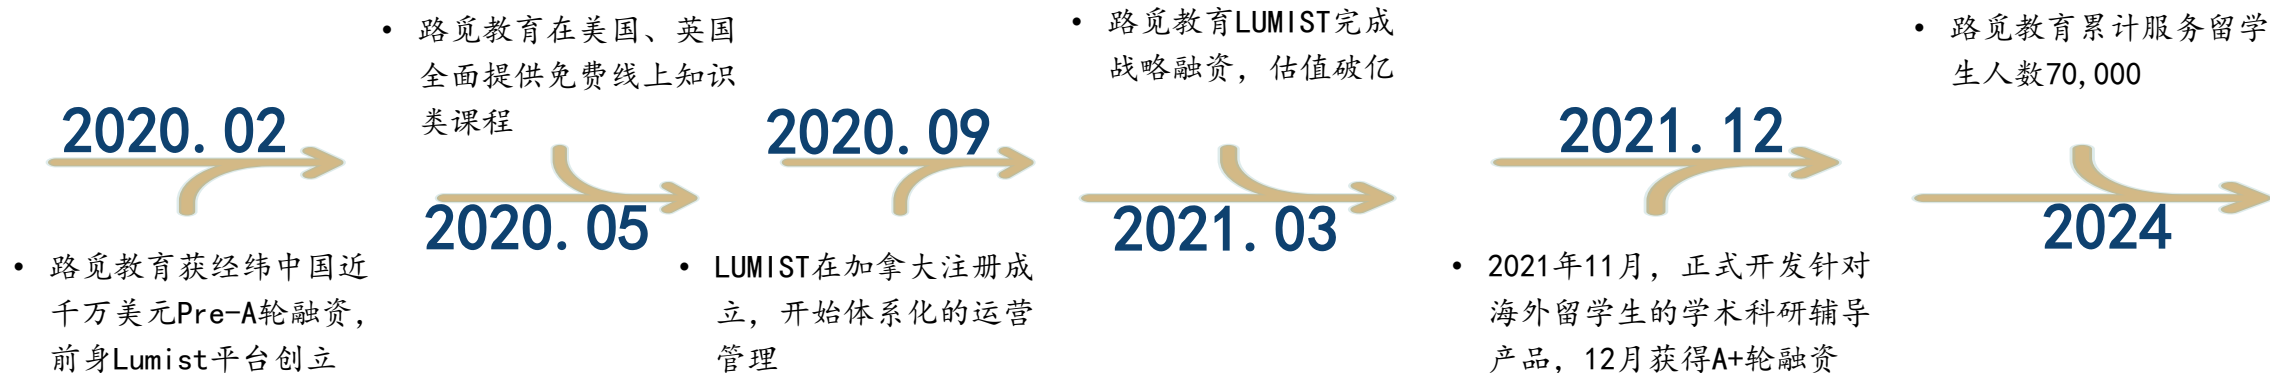 2020.02
• 路觅教育获经纬中国近
千万美元Pre-A轮融资，
前身Lumist平台创立
• 路觅教育在美国、英国
全面提供免费线上知识
类课程
2020.05
2020.09
• LUMIST在加拿大注册成
立，开始体系化的运营
管理
• 路觅教育LUMIST完成
战略融资，估值破亿
2021.03
2021.12
• 2021年11月，正式开发针对
海外留学生的学术科研辅导
产品，12月获得A+轮融资
• 路觅教育累计服务留学
生人数70,000
2024